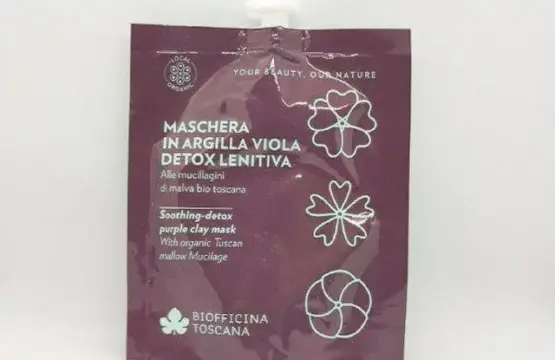 LOCAL
ORGANIC
YOUR BEAUTY, OUR NATURE
MASCHERA
IN ARGILLA VIOLA
DETOX LENITIVA
Alle mucillagini
di malva bio toscana
Soothing-detox
purple clay mask
With organic Tuscan
mallow Mucilage
BIOFFICINA
TOSCANA